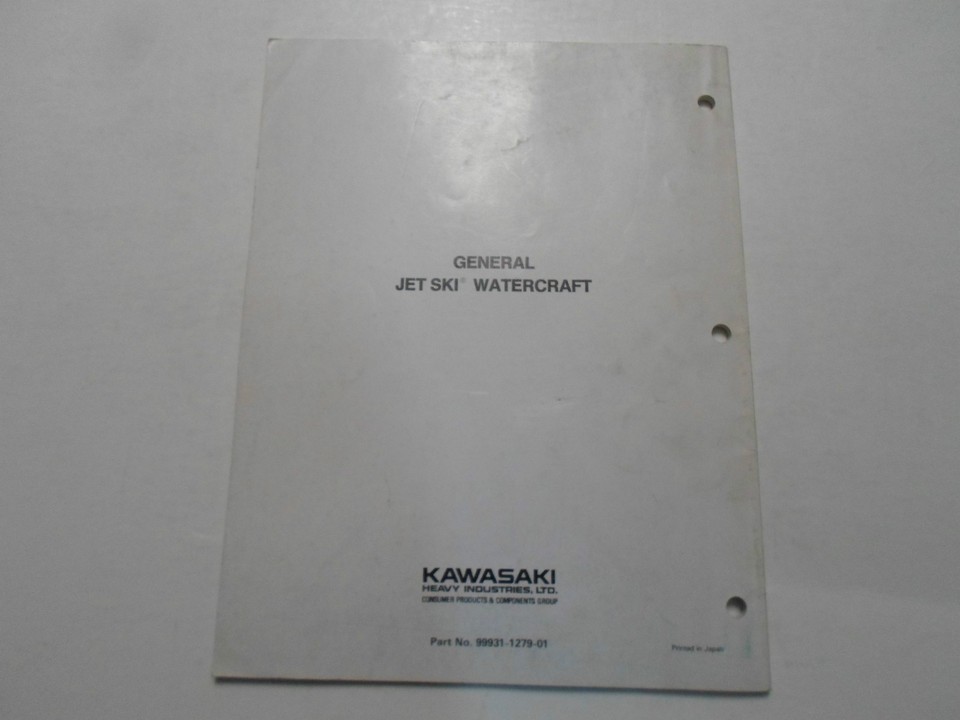 GENERAL
JET SKI® WATERCRAFT
KAWASAKI
HEAVY INDUSTRIES, LTD.
CONSUMER PRODUCTS & COMPONENTS GROUP
Part No. 99931-1279-01
Printed in Japan